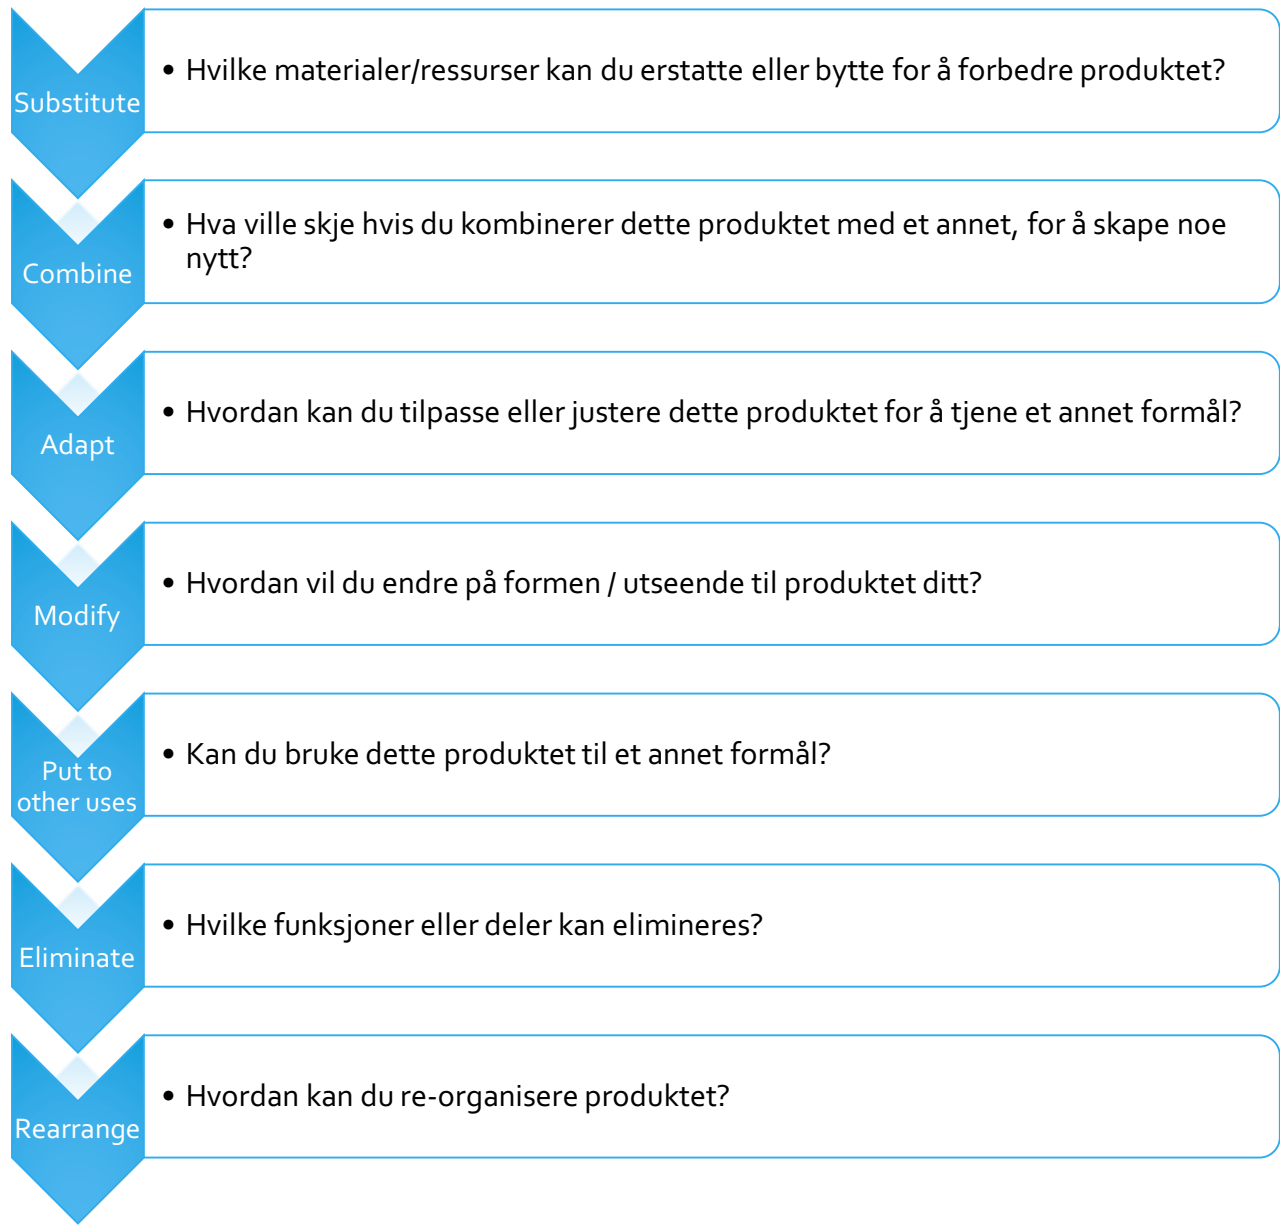 Substitute
• Hvilke materialer/ressurser kan du erstatte eller bytte for å forbedre produktet?
Combine
• Hva ville skje hvis du kombinerer dette produktet med et annet, for å skape noe
nytt?
Adapt
• Hvordan kan du tilpasse eller justere dette produktet for å tjene et annet formål?
Modify
• Hvordan vil du endre på formen / utseende til produktet ditt?
Put to
other uses
• Kan du bruke dette produktet til et annet formål?
Eliminate
• Hvilke funksjoner eller deler kan elimineres?
Rearrange
• Hvordan kan du re-organisere produktet?